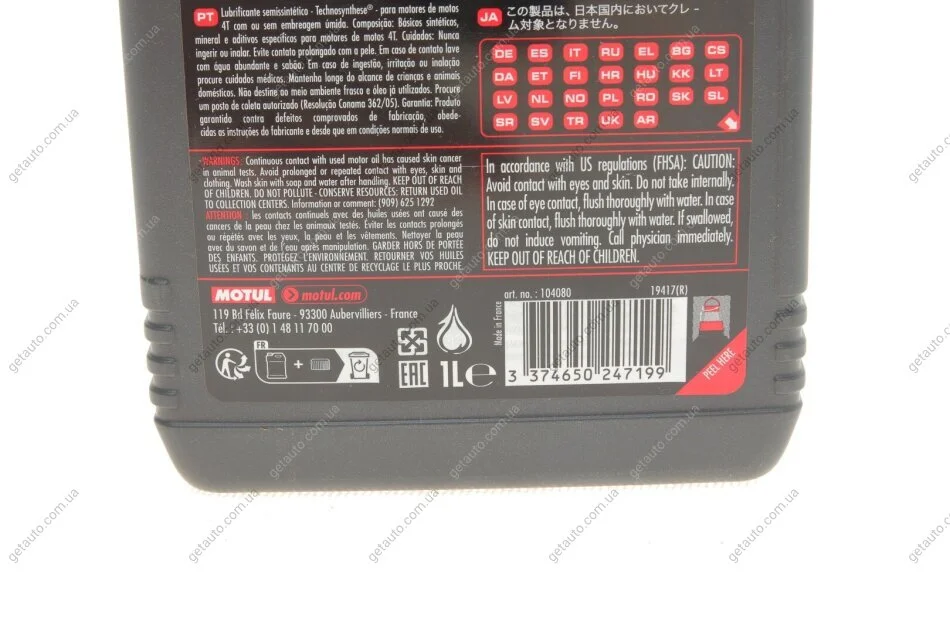 PT Lubrificante semissintético - Technosynthese® - para motores de motos
4T com ou sem embreagem úmida. Composição: Básicos sintéticos,
mineral e aditivos específicos para motores de motos 4T. Cuidados: Nunca
ingerir ou inalar. Evite contato prolongado com a pele. Em caso de contato lave
com água abundante e sabão. Em caso de ingestão, irritação ou inalação
procure cuidados médicos. Mantenha longo do alcance de crianças e animais
domésticos. Não destine ao meio ambiente frasco e óleo já utilizados. Procure
um posto de coleta autorizado (Resolução Conama 362/05). Garantia: Produto
garantido contra defeitos comprovados de fabricação, obede-
cidas as instruções do fabricante e desde que em condições normais de uso.
JA この製品は、日本国内においてクレ -
ム対象となりません。
DE ES IT RU EL BG CS
DA ET FI HR HU KK LT
LV NL NO PL RO SK SL
SR SV TR UK AR
WARNINGS: Continuous contact with used motor oil has caused skin cancer
in animal tests. Avoid prolonged or repeated contact with eyes, skin and
clothing. Wash skin with soap and water after handling. KEEP OUT OF REACH
OF CHILDREN. DO NOT POLLUTE - CONSERVE RESOURCES: RETURN USED OIL
TO COLLECTION CENTERS. Information or comment: (909) 625 1292
ATTENTION : les contacts continuels avec des huiles usées ont causé des
cancers de la peau chez les animaux testés. Éviter les contacts prolongés
ou répétés avec les yeux, la peau et les vêtements. Nettoyer la peau
avec du savon et de l'eau après manipulation. GARDER HORS DE PORTÉE
DES ENFANTS. PROTÉGEZ L'ENVIRONNEMENT. RETOURNER VOS HUILES
USÉES ET VOS CONTENANTS AU CENTRE DE RECYCLAGE LE PLUS PROCHE.
In accordance with US regulations (FHSA): CAUTION:
Avoid contact with eyes and skin. Do not take internally.
In case of eye contact, flush thoroughly with water. In case
of skin contact, flush thoroughly with water. If swallowed,
do not induce vomiting. Call physician immediately.
KEEP OUT OF REACH OF CHILDREN.
MOTUL motul.com
119 Bd Félix Faure - 93300 Aubervilliers - France
Tél. : +33 (0) 1 48 11 70 00
FR
+
EAC
1L e
art. no. : 104080 19417(R)
Made in France
3 374650 247199
PEEL HERE
getauto.com.ua